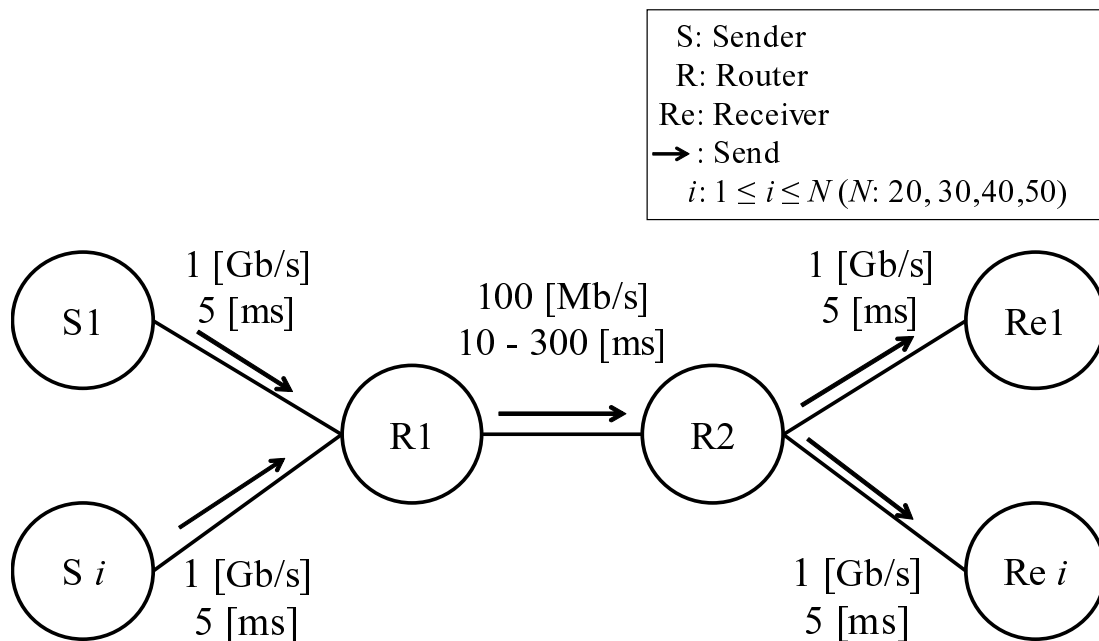 S: Sender
R: Router
Re: Receiver
: Send
i: 1 ≤ i ≤ N (N: 20, 30,40,50)
1 [Gb/s]
5 [ms]
1 [Gb/s]
5 [ms]
100 [Mb/s]
10 - 300 [ms]
S1
Re1
R1
R2
S i
Re i
1 [Gb/s]
5 [ms]
1 [Gb/s]
5 [ms]